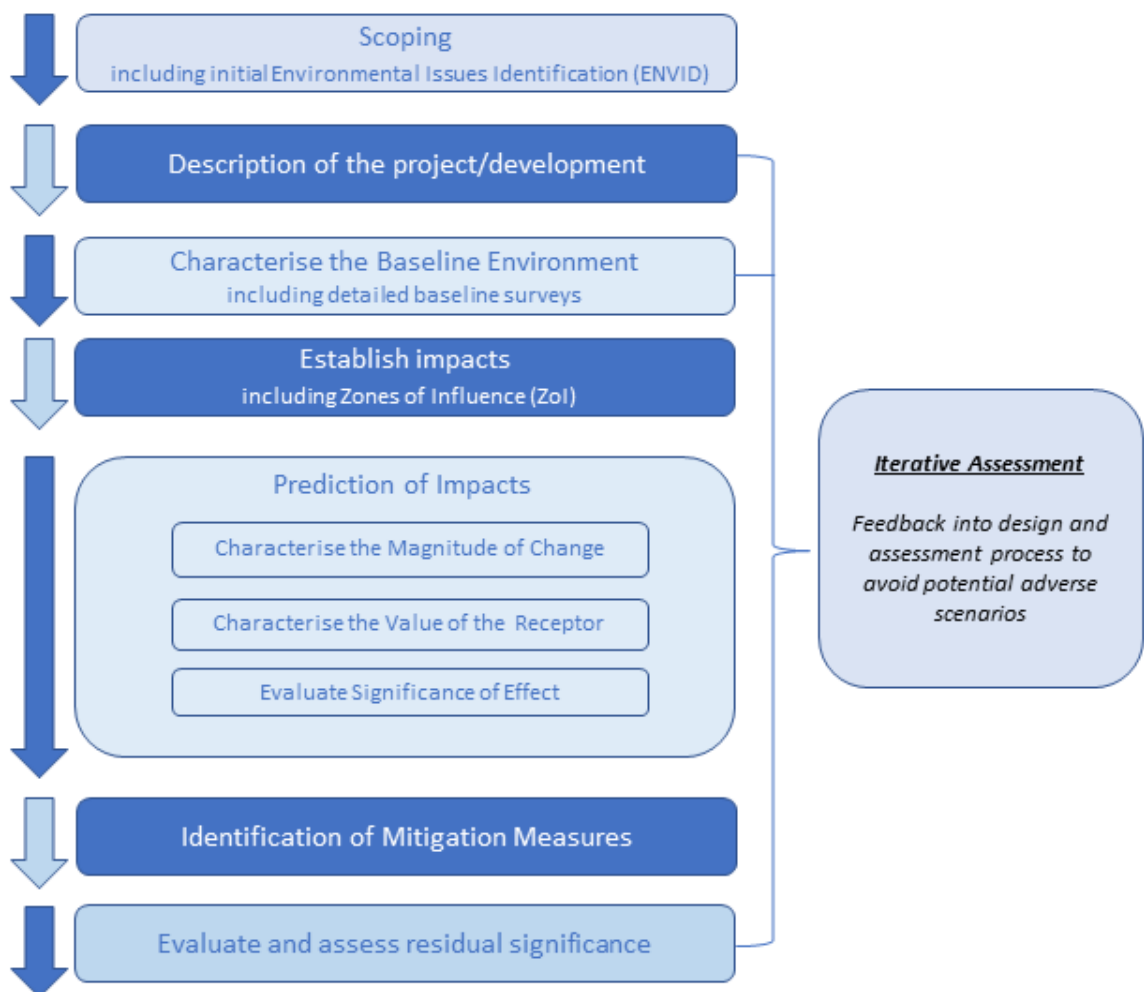 Scoping
including initial Environmental Issues Identification (ENVID)
Description of the project/development
Characterise the Baseline Environment
including detailed baseline surveys
Establish impacts
including Zones of Influence (ZoI)
Prediction of Impacts
Characterise the Magnitude of Change
Characterise the Value of the Receptor
Evaluate Significance of Effect
Identification of Mitigation Measures
Evaluate and assess residual significance
Iterative Assessment
Feedback into design and
assessment process to
avoid potential adverse
scenarios